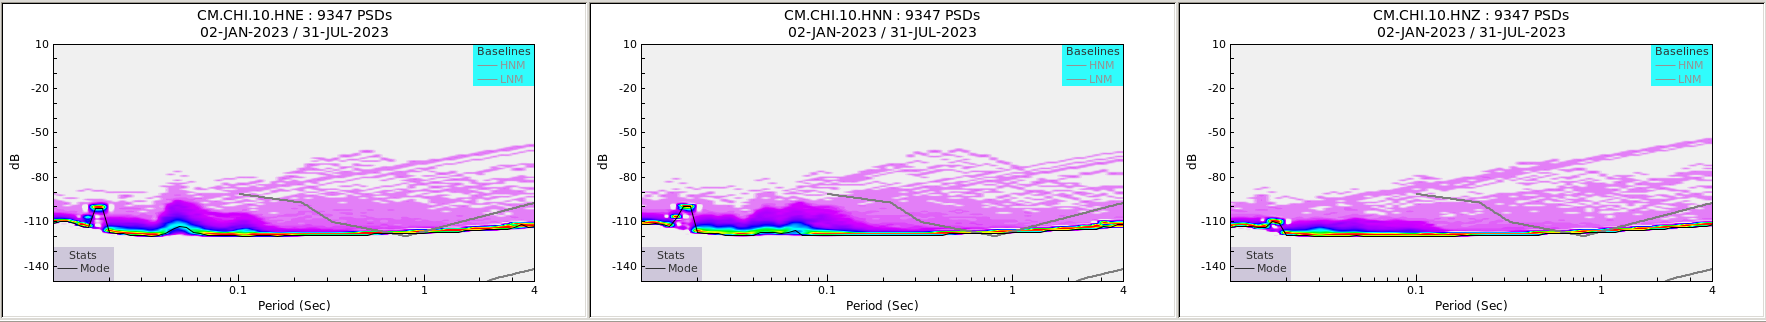 CM.CHI.10.HNE : 9347 PSDs
02-JAN-2023 / 31-JUL-2023
10
-20
-50
-80
-110
-140
dB
Baselines
HNM
LNM
Stats
Mode
0.1
1
4
Period (Sec)
CM.CHI.10.HNN : 9347 PSDs
02-JAN-2023 / 31-JUL-2023
10
-20
-50
-80
-110
-140
dB
Baselines
HNM
LNM
Stats
Mode
0.1
1
4
Period (Sec)
CM.CHI.10.HNZ : 9347 PSDs
02-JAN-2023 / 31-JUL-2023
10
-20
-50
-80
-110
-140
dB
Baselines
HNM
LNM
Stats
Mode
0.1
1
4
Period (Sec)